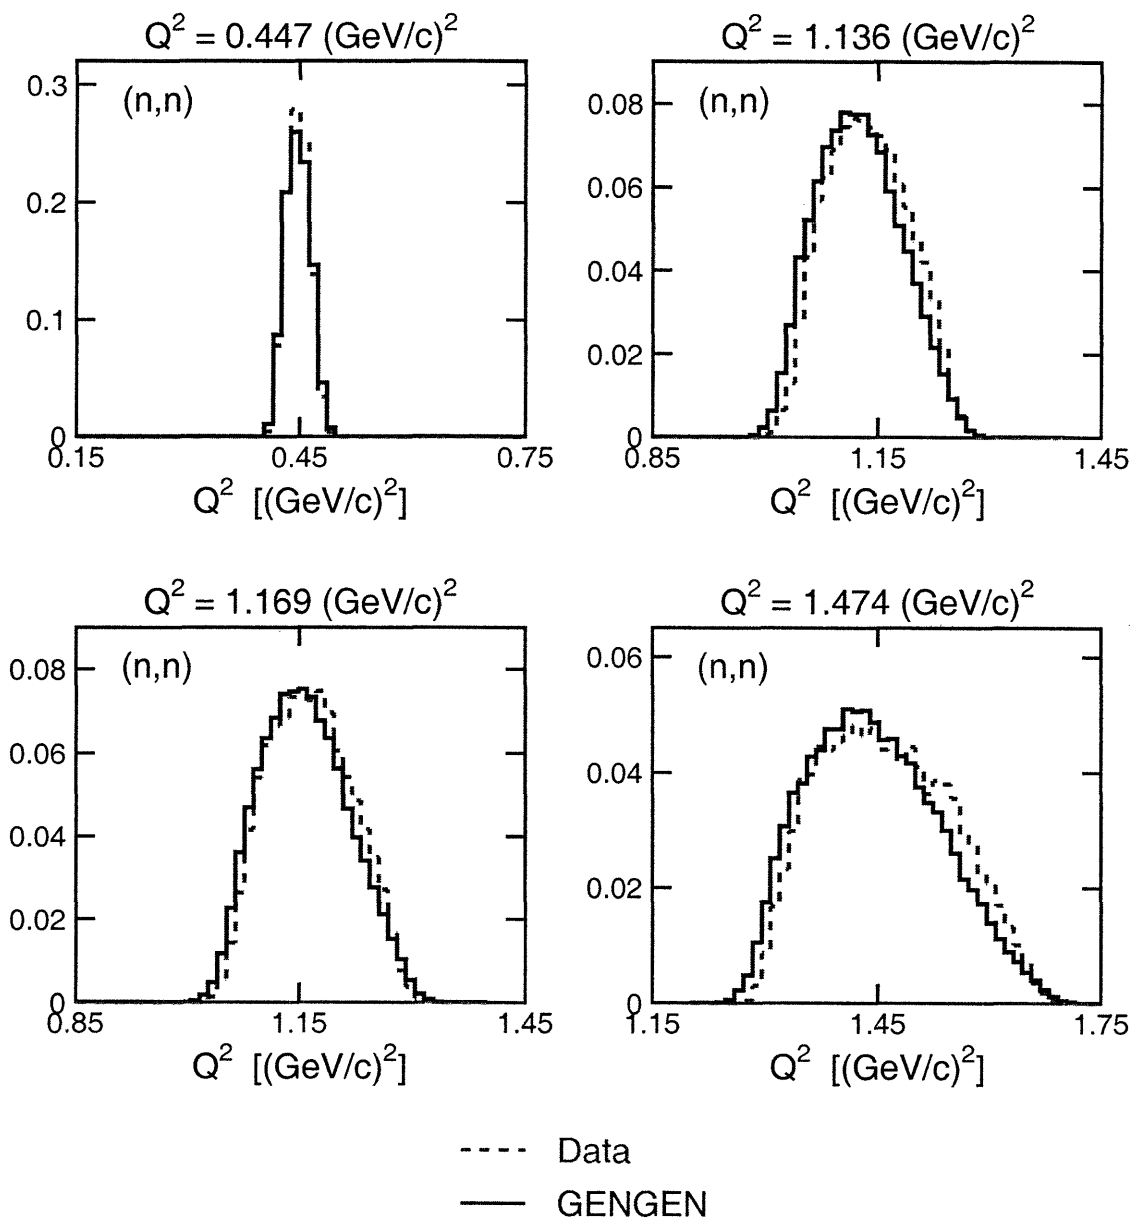 Q² = 0.447 (GeV/c)²
(n,n)
0.3
0.2
0.1
0
0.15 0.45 0.75
Q² [(GeV/c)²]
Q² = 1.136 (GeV/c)²
(n,n)
0.08
0.06
0.04
0.02
0
0.85 1.15 1.45
Q² [(GeV/c)²]
Q² = 1.169 (GeV/c)²
(n,n)
0.08
0.06
0.04
0.02
0
0.85 1.15 1.45
Q² [(GeV/c)²]
Q² = 1.474 (GeV/c)²
(n,n)
0.06
0.04
0.02
0
1.15 1.45 1.75
Q² [(GeV/c)²]
Data
GENGEN